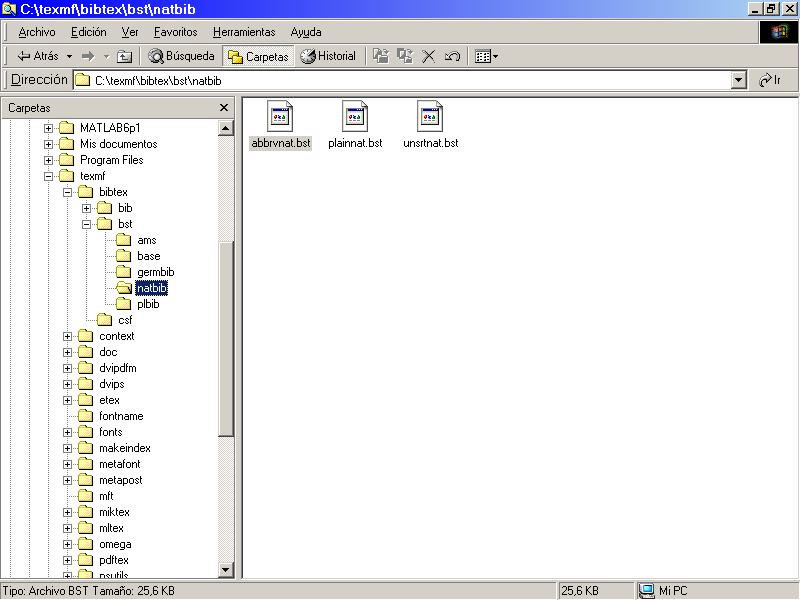 C:\texmf\bibtex\bst\natbib
Archivo Edición Ver Favoritos Herramientas Ayuda
Atrás Búsqueda Carpetas Historial
Dirección C:\texmf\bibtex\bst\natbib Ir
Carpetas
MATLAB6p1
Mis documentos
Program Files
texmf
bibtex
bib
bst
ams
base
germbib
natbib
plbib
csf
context
doc
dvipdfm
dvips
etex
fontname
fonts
makeindex
metafont
metapost
mft
miktex
mltex
omega
pdftex
psutils
abbrvnat.bst plainnat.bst unsrtnat.bst
Tipo: Archivo BST Tamaño: 25,6 KB 25,6 KB Mi PC